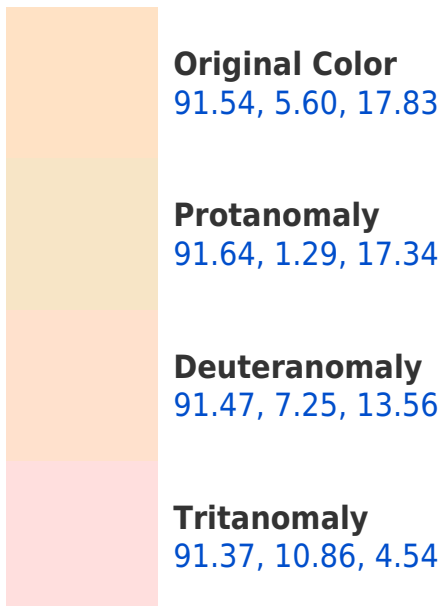 Original Color
91.54, 5.60, 17.83
Protanomaly
91.64, 1.29, 17.34
Deuteranomaly
91.47, 7.25, 13.56
Tritanomaly
91.37, 10.86, 4.54